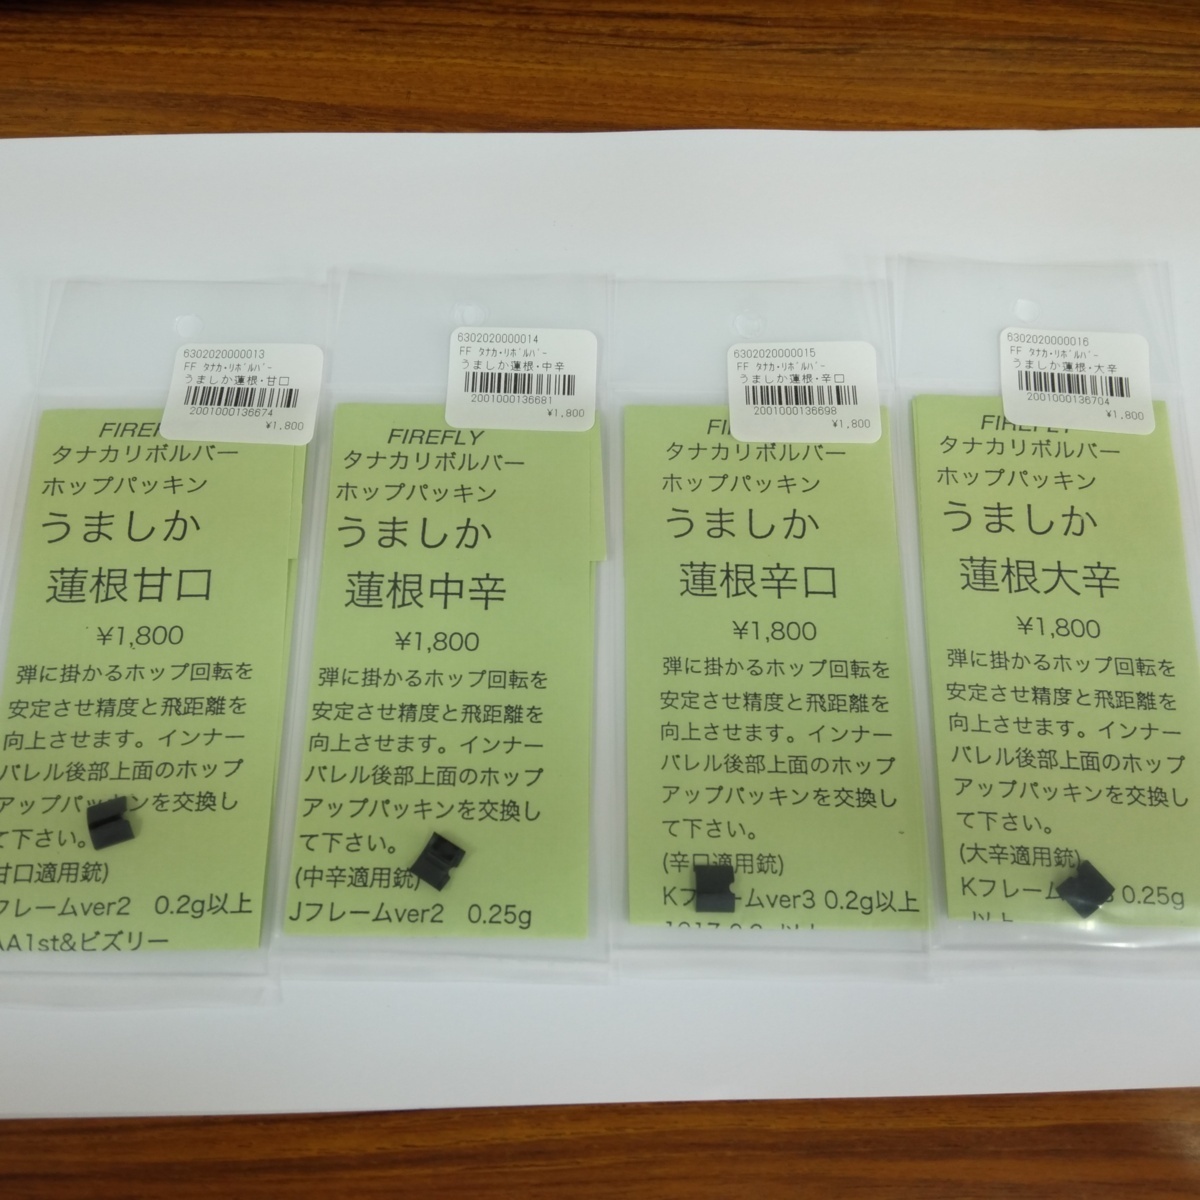 6302020000013
FF ﾀﾅｶ･ﾘﾎﾞﾙﾊﾞｰ
うましか蓮根･甘口
2001000136674
¥1,800
タナカリボルバー
ホップパッキン
うましか
蓮根甘口
¥1,800
弾に掛かるホップ回転を
安定させ精度と飛距離を
向上させます。インナー
バレル後部上面のホップ
アップパッキンを交換し
て下さい。
甘口適用銃)
フレームver2 0.2g以上
AA1st&ビズリー
6302020000014
FF ﾀﾅｶ･ﾘﾎﾞﾙﾊﾞｰ
うましか蓮根･中辛
2001000136681
¥1,800
FIREFLY
タナカリボルバー
ホップパッキン
うましか
蓮根中辛
¥1,800
弾に掛かるホップ回転を
安定させ精度と飛距離を
向上させます。インナー
バレル後部上面のホップ
アップパッキンを交換し
て下さい。
(中辛適用銃)
Jフレームver2 0.25g
6302020000015
FF ﾀﾅｶ･ﾘﾎﾞﾙﾊﾞｰ
うましか蓮根･辛口
2001000136698
¥1,800
タナカリボルバー
ホップパッキン
うましか
蓮根辛口
¥1,800
弾に掛かるホップ回転を
安定させ精度と飛距離を
向上させます。インナー
バレル後部上面のホップ
アップパッキンを交換し
て下さい。
(辛口適用銃)
Kフレームver3 0.2g以上
6302020000016
FF ﾀﾅｶ･ﾘﾎﾞﾙﾊﾞｰ
うましか蓮根･大辛
2001000136704
¥1,800
FIREFLY
タナカリボルバー
ホップパッキン
うましか
蓮根大辛
¥1,800
弾に掛かるホップ回転を
安定させ精度と飛距離を
向上させます。インナー
バレル後部上面のホップ
アップパッキンを交換し
て下さい。
(大辛適用銃)
Kフレ 3 0.25g
以上